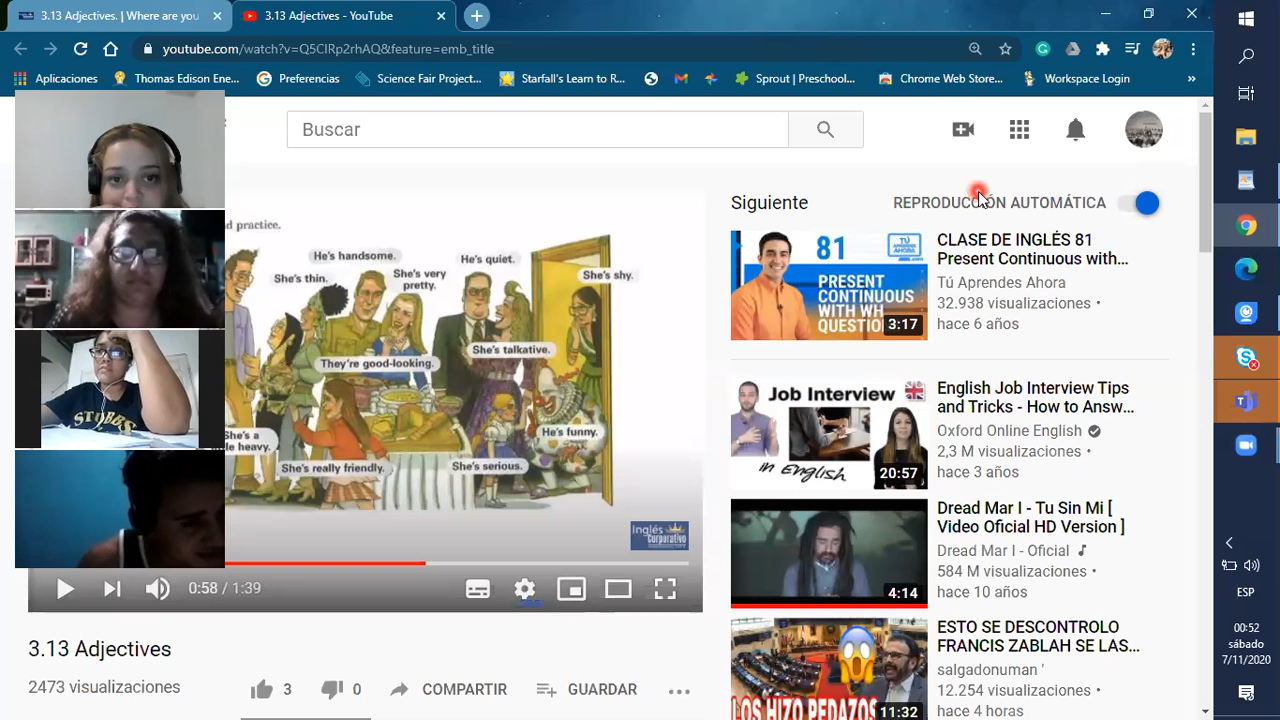 3.13 Adjectives. | Where are you
3.13 Adjectives - YouTube
youtube.com/watch?v=Q5CIRp2rhAQ&feature=emb_title
Aplicaciones
Thomas Edison Ene...
Preferencias
Science Fair Project...
Starfall's Learn to R...
Sprout | Preschool...
Chrome Web Store...
Workspace Login
»
Buscar
d practice.
He's handsome.
She's thin.
She's very
pretty.
He's quiet.
She's shy.
They're good-looking.
She's talkative.
She's a
little heavy.
He's funny.
She's really friendly.
She's serious.
Inglés
Corporativo
STUBBS
0:58 / 1:39
3.13 Adjectives
2473 visualizaciones
3
0
COMPARTIR
GUARDAR
Siguiente
REPRODUCCIÓN AUTOMÁTICA
81
TÚ
APRENDES
AHORA
PRESENT
CONTINUOUS
WITH WH
QUESTIO
3:17
CLASE DE INGLÉS 81
Present Continuous with...
Tú Aprendes Ahora
32.938 visualizaciones •
hace 6 años
Job Interview
in English
20:57
English Job Interview Tips
and Tricks - How to Answ...
Oxford Online English
2,3 M visualizaciones •
hace 3 años
4:14
Dread Mar I - Tu Sin Mi [
Video Oficial HD Version ]
Dread Mar I - Oficial
584 M visualizaciones •
hace 10 años
LOS HIZO PEDAZOS
11:32
ESTO SE DESCONTROLO
FRANCIS ZABLAH SE LAS...
salgadonuman '
12.254 visualizaciones •
hace 4 horas
ESP
00:52
sábado
7/11/2020